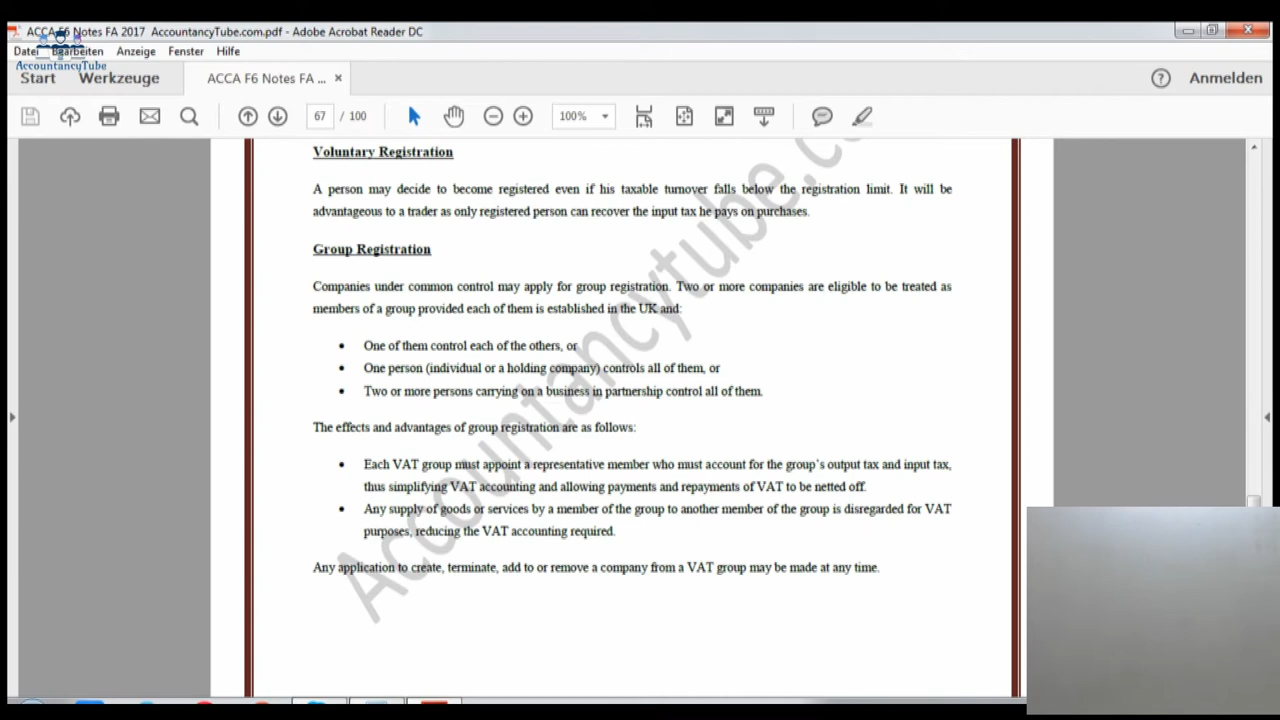 ACCA F6 Notes FA 2017 AccountancyTube.com.pdf - Adobe Acrobat Reader DC
Datei Bearbeiten Anzeige Fenster Hilfe
AccountancyTube
Start Werkzeuge ACCA F6 Notes FA ... × ? Anmelden
67 / 100 100%
Voluntary Registration
A person may decide to become registered even if his taxable turnover falls below the registration limit. It will be
advantageous to a trader as only registered person can recover the input tax he pays on purchases.
Group Registration
Companies under common control may apply for group registration. Two or more companies are eligible to be treated as
members of a group provided each of them is established in the UK and:
• One of them control each of the others, or
• One person (individual or a holding company) controls all of them, or
• Two or more persons carrying on a business in partnership control all of them.
The effects and advantages of group registration are as follows:
• Each VAT group must appoint a representative member who must account for the group's output tax and input tax,
thus simplifying VAT accounting and allowing payments and repayments of VAT to be netted off.
• Any supply of goods or services by a member of the group to another member of the group is disregarded for VAT
purposes, reducing the VAT accounting required.
Any application to create, terminate, add to or remove a company from a VAT group may be made at any time.
Accountancytube.co